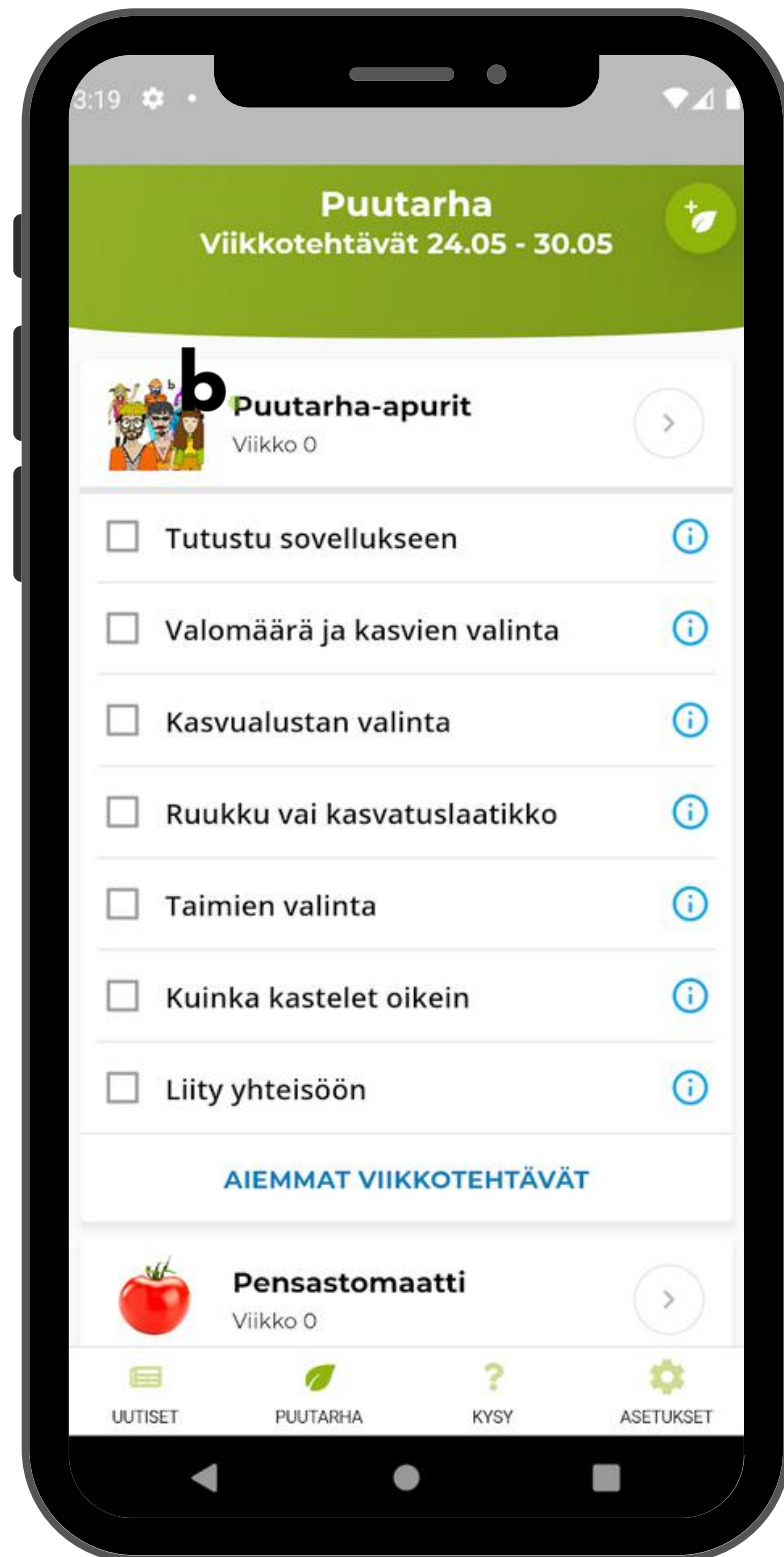 3:19
Puutarha
Viikkotehtävät 24.05 - 30.05
b
b
Puutarha-apurit
Viikko 0
Tutustu sovellukseen
Valomäärä ja kasvien valinta
Kasvualustan valinta
Ruukku vai kasvatuslaatikko
Taimien valinta
Kuinka kastelet oikein
Liity yhteisöön
AIEMMAT VIIKKOTEHTÄVÄT
Pensastomaatti
Viikko 0
UUTISET PUUTARHA KYSY ASETUKSET